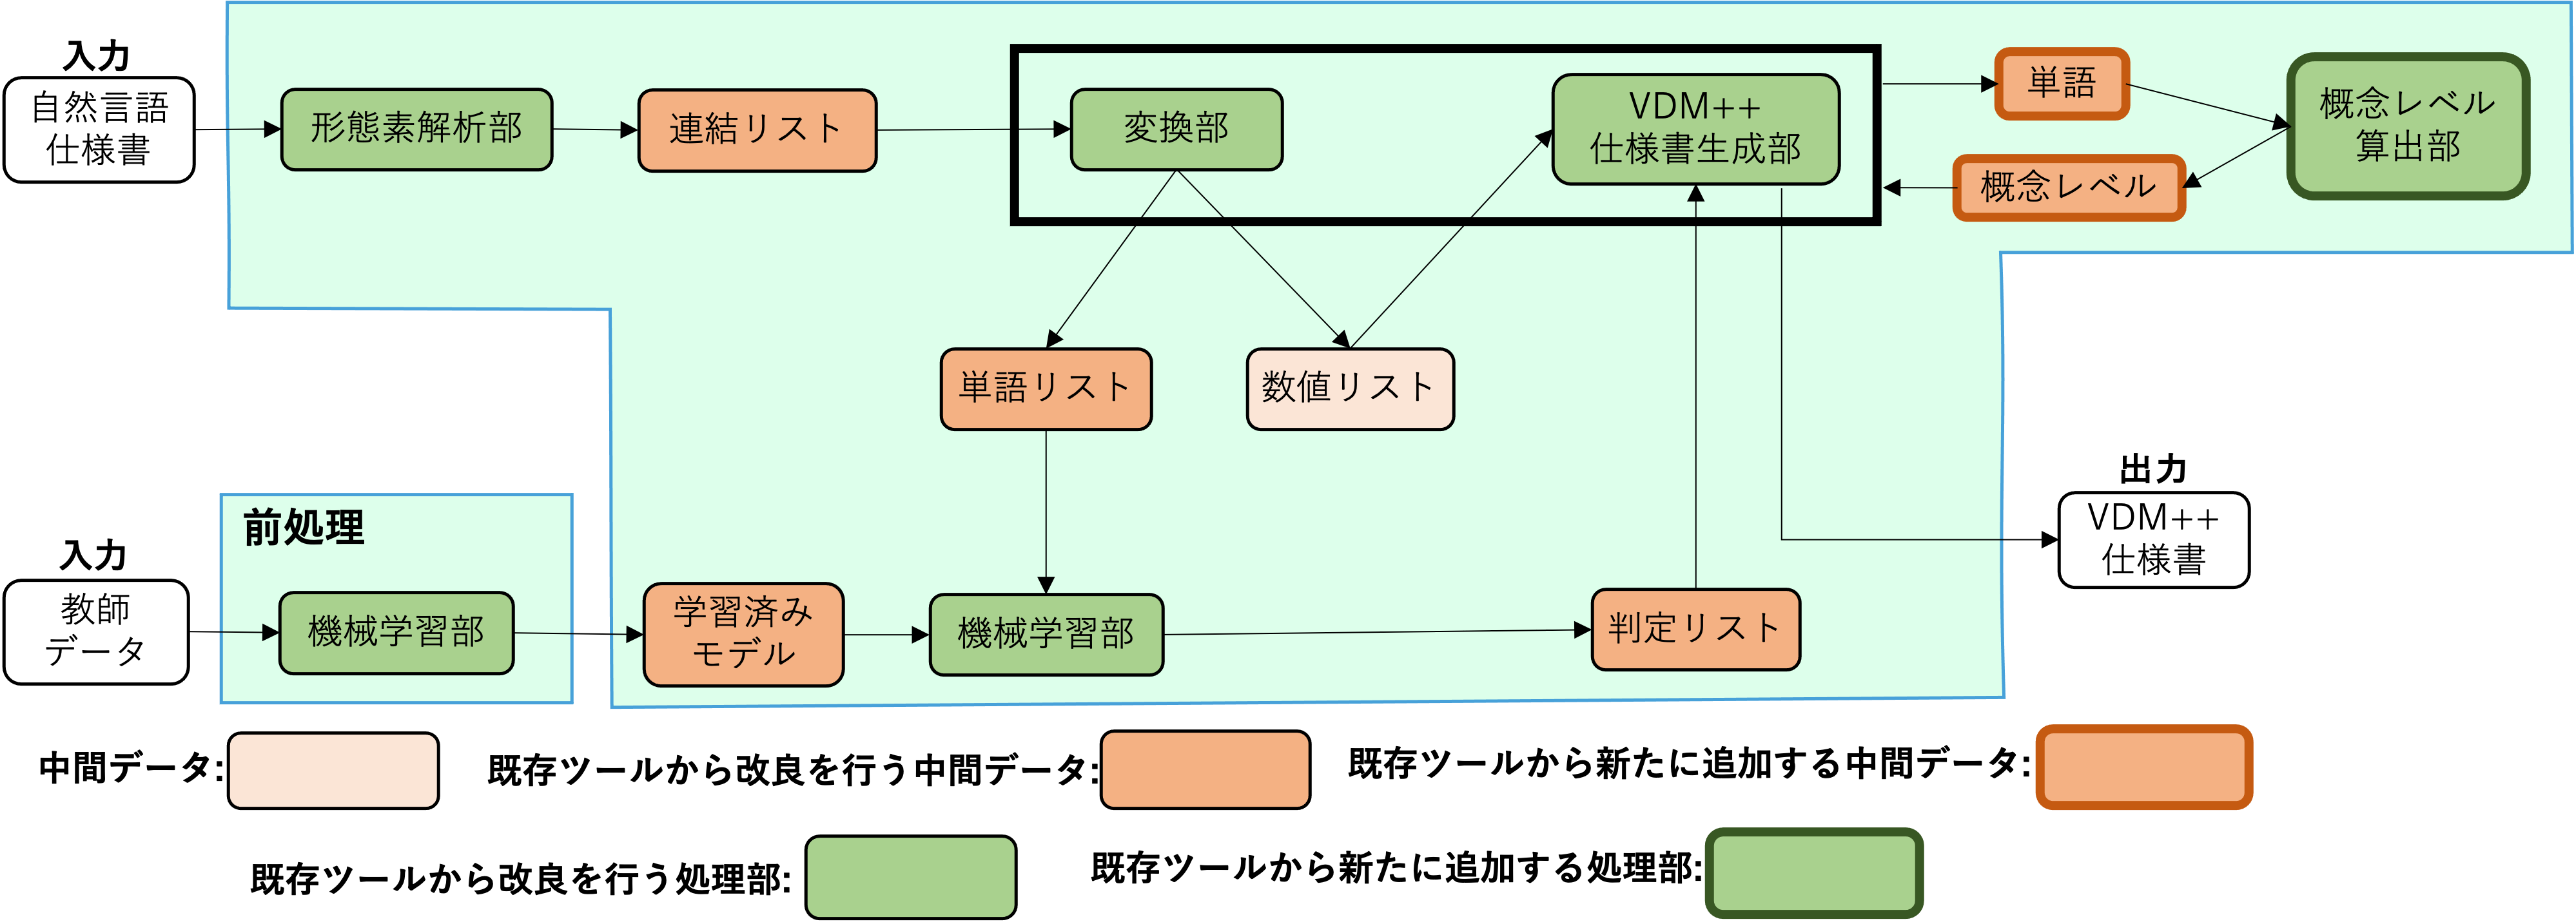 入力
自然言語
仕様書
形態素解析部
連結リスト
変換部
VDM++
仕様書生成部
単語
概念レベル
概念レベル
算出部
単語リスト
数値リスト
入力
教師
データ
前処理
機械学習部
学習済み
モデル
機械学習部
判定リスト
出力
VDM++
仕様書
中間データ:
既存ツールから改良を行う中間データ:
既存ツールから新たに追加する中間データ:
既存ツールから改良を行う処理部:
既存ツールから新たに追加する処理部: